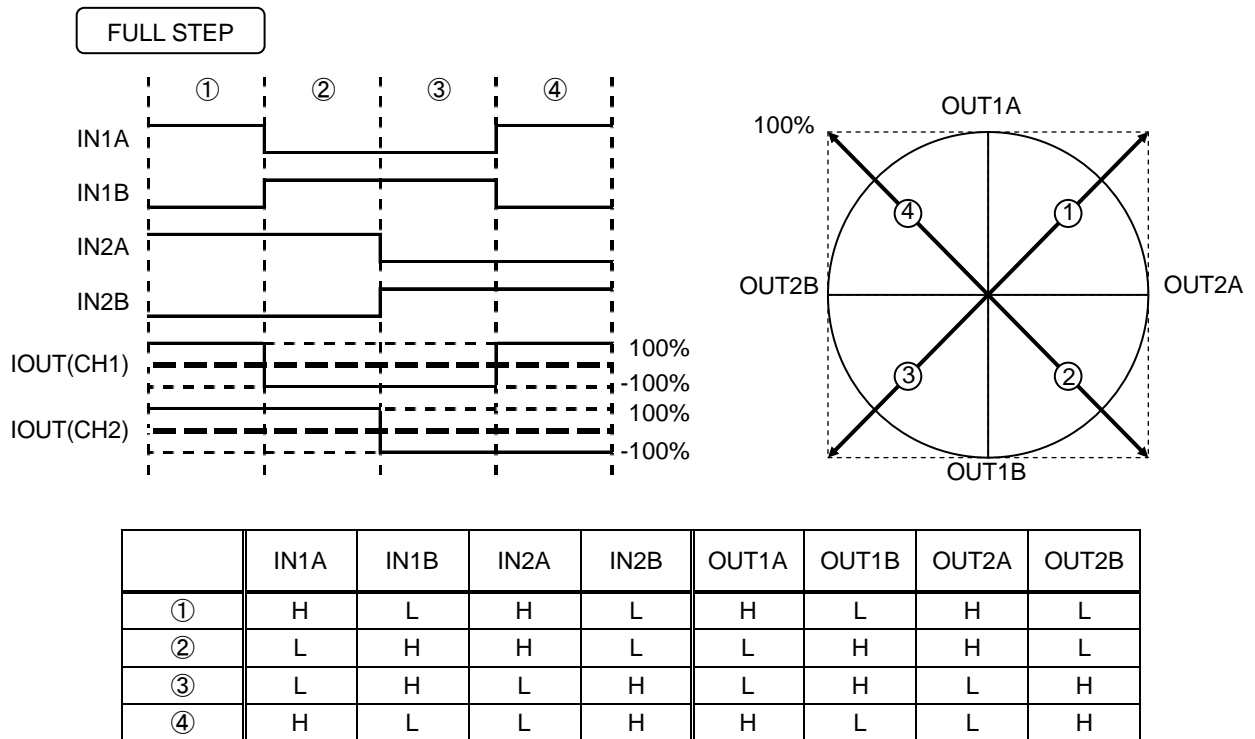 FULL STEP
① ② ③ ④
IN1A
IN1B
IN2A
IN2B
IOUT(CH1)
100%
-100%
IOUT(CH2)
100%
-100%
OUT1A
100%
④ ①
OUT2B OUT2A
③ ②
OUT1B
IN1A IN1B IN2A IN2B OUT1A OUT1B OUT2A OUT2B
① H L H L H L H L
② L H H L L H H L
③ L H L H L H L H
④ H L L H H L L H